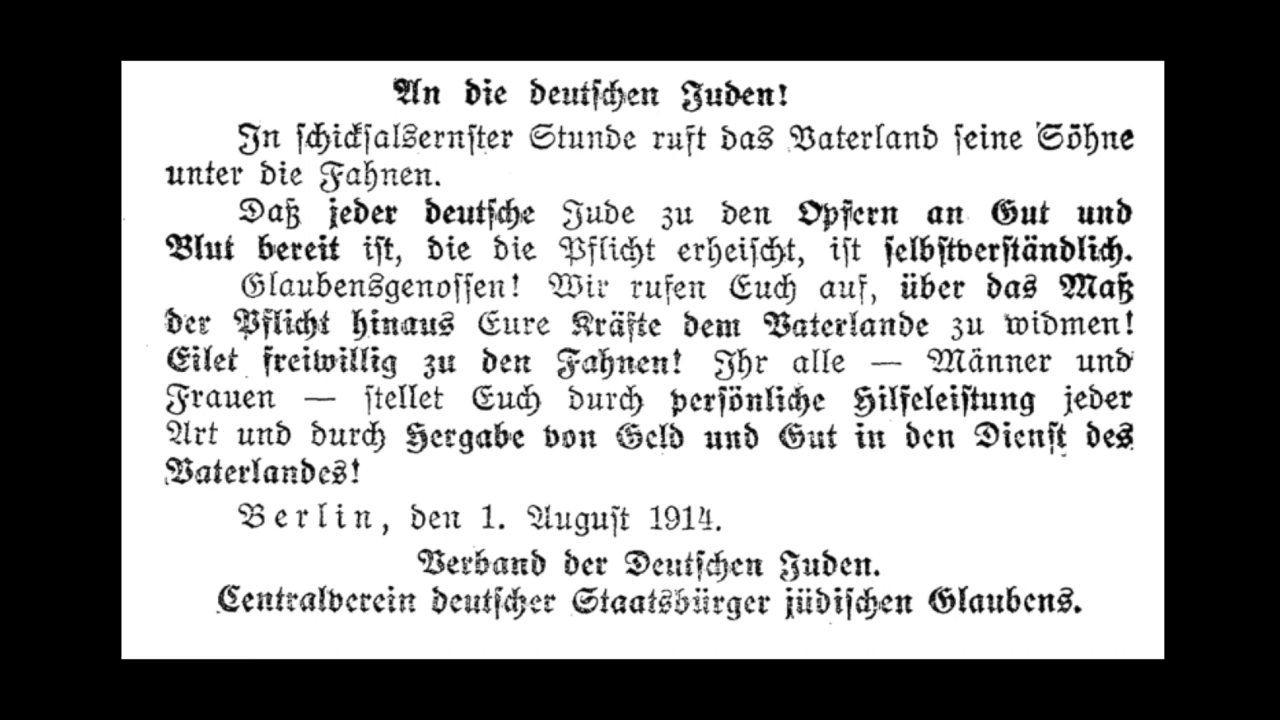 An die deutschen Juden!
In schicksalsernster Stunde ruft das Vaterland seine Söhne
unter die Fahnen.
Daß jeder deutsche Jude zu den Opfern an Gut und
Blut bereit ist, die die Pflicht erheischt, ist selbstverständlich.
Glaubensgenossen! Wir rufen Euch auf, über das Maß
der Pflicht hinaus Eure Kräfte dem Vaterlande zu widmen!
Eilet freiwillig zu den Fahnen! Ihr alle — Männer und
Frauen — stellet Euch durch persönliche Hilfeleistung jeder
Art und durch Hergabe von Geld und Gut in den Dienst des
Vaterlandes!
Berlin, den 1. August 1914.
Verband der Deutschen Juden.
Centralverein deutscher Staatsbürger jüdischen Glaubens.